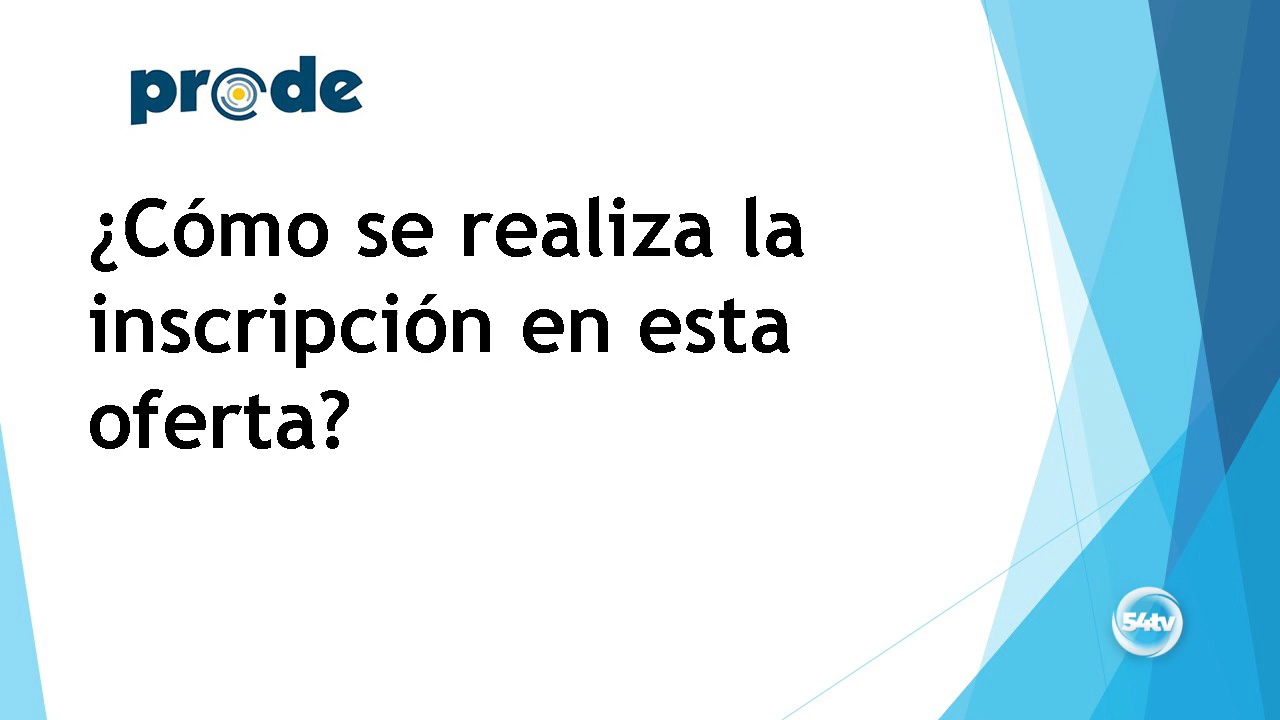 prode
¿Cómo se realiza la
inscripción en esta
oferta?
54tv